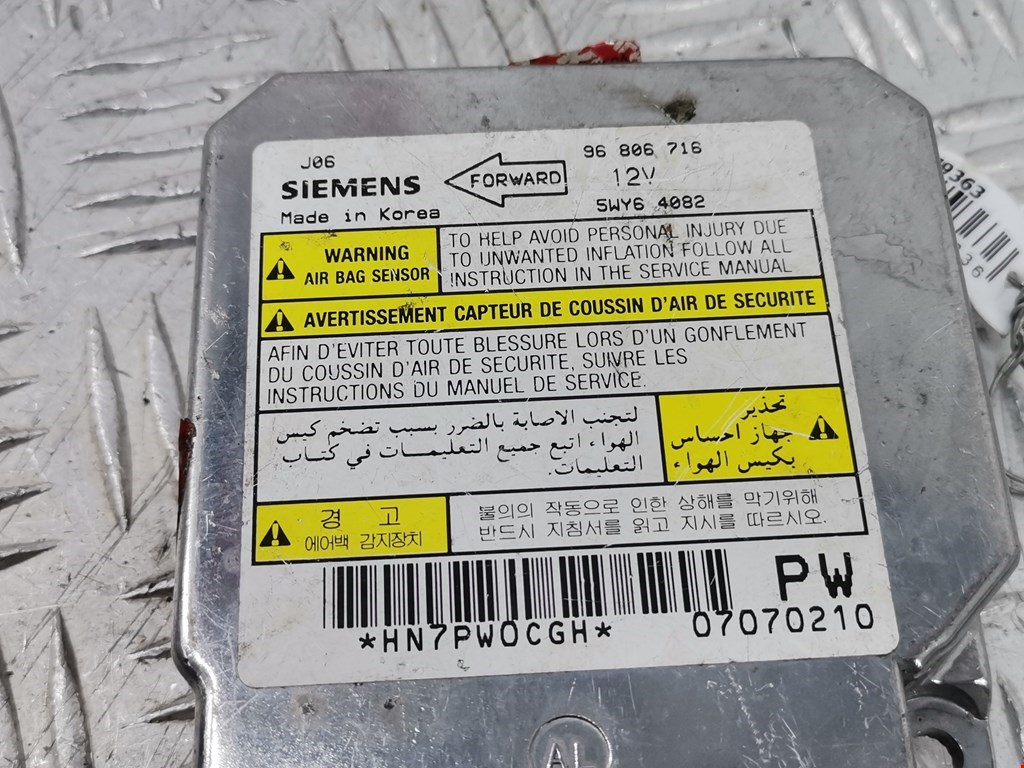 J06
SIEMENS
Made in Korea
FORWARD
96 806 716
12V
5WY6 4082
WARNING
AIR BAG SENSOR
TO HELP AVOID PERSONAL INJURY DUE
TO UNWANTED INFLATION FOLLOW ALL
INSTRUCTION IN THE SERVICE MANUAL
AVERTISSEMENT CAPTEUR DE COUSSIN D'AIR DE SECURITE
AFIN D'EVITER TOUTE BLESSURE LORS D'UN GONFLEMENT
DU COUSSIN D'AIR DE SECURITE, SUIVRE LES
INSTRUCTIONS DU MANUEL DE SERVICE.
تحذير
جهاز احساس
بكيس الهواء
لتجنب الاصابة بالضرر بسبب تضخم كيس
الهواء اتبع جميع التعليمات في كتاب
التعليمات.
경 고
에어백 감지장치
불의의 작동으로 인한 상해를 막기위해
반드시 지침서를 읽고 지시를 따르시오.
PW
*HN7PW0CGH*
07070210
AL